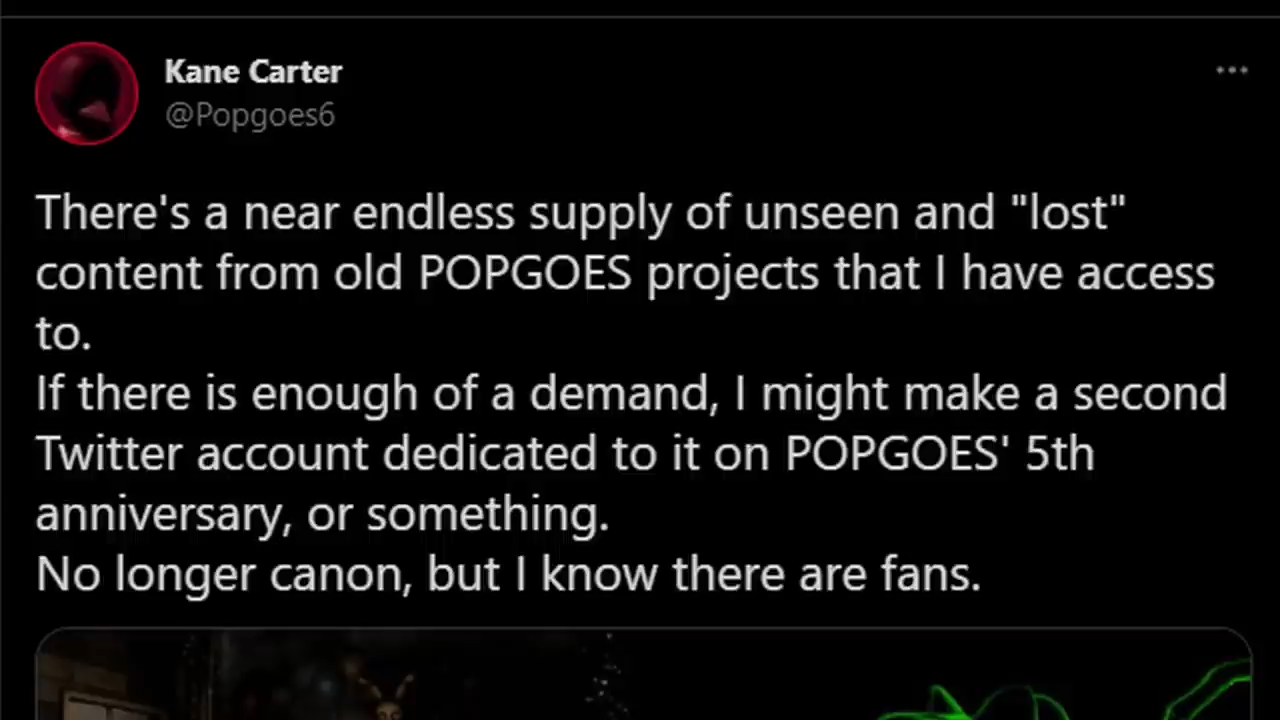 Kane Carter
@Popgoes6
There's a near endless supply of unseen and "lost"
content from old POPGOES projects that I have access
to.
If there is enough of a demand, I might make a second
Twitter account dedicated to it on POPGOES' 5th
anniversary, or something.
No longer canon, but I know there are fans.